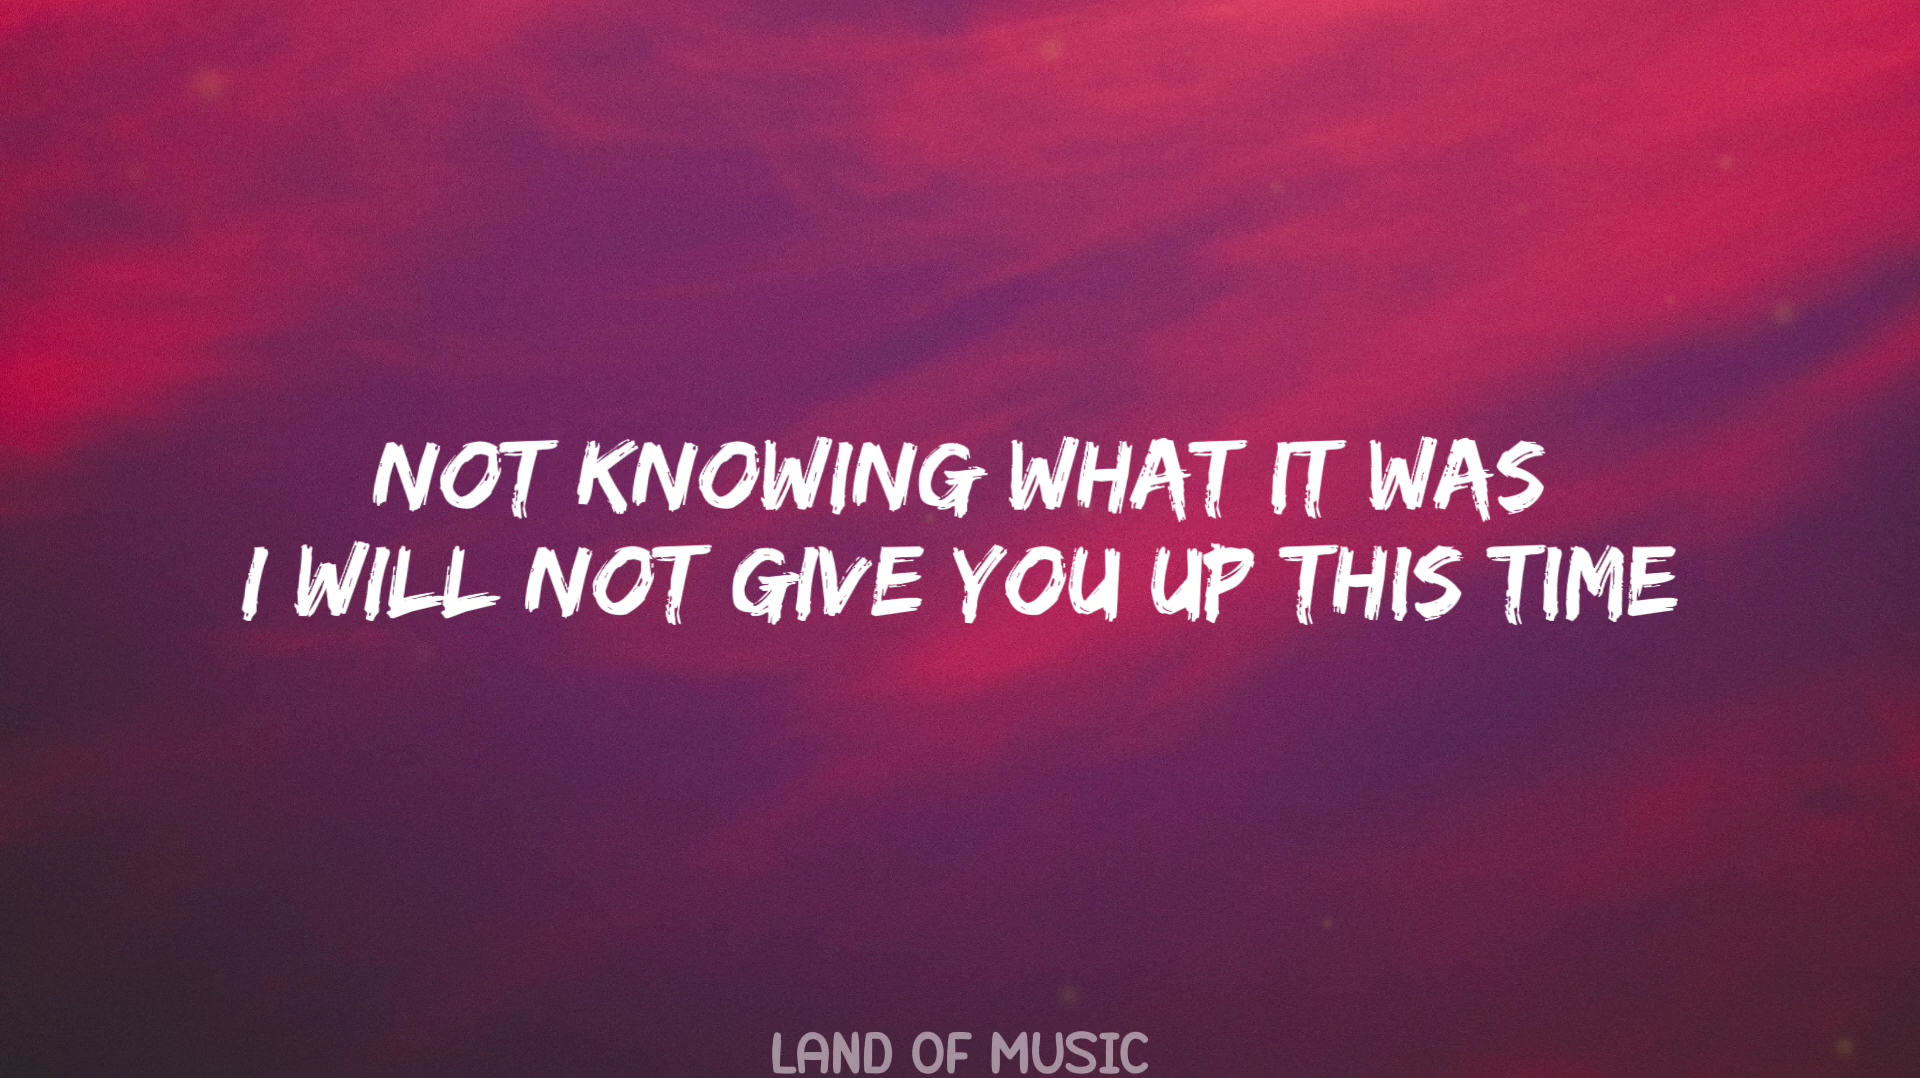 NOT KNOWING WHAT IT WAS
I WILL NOT GIVE YOU UP THIS TIME
LAND OF MUSIC